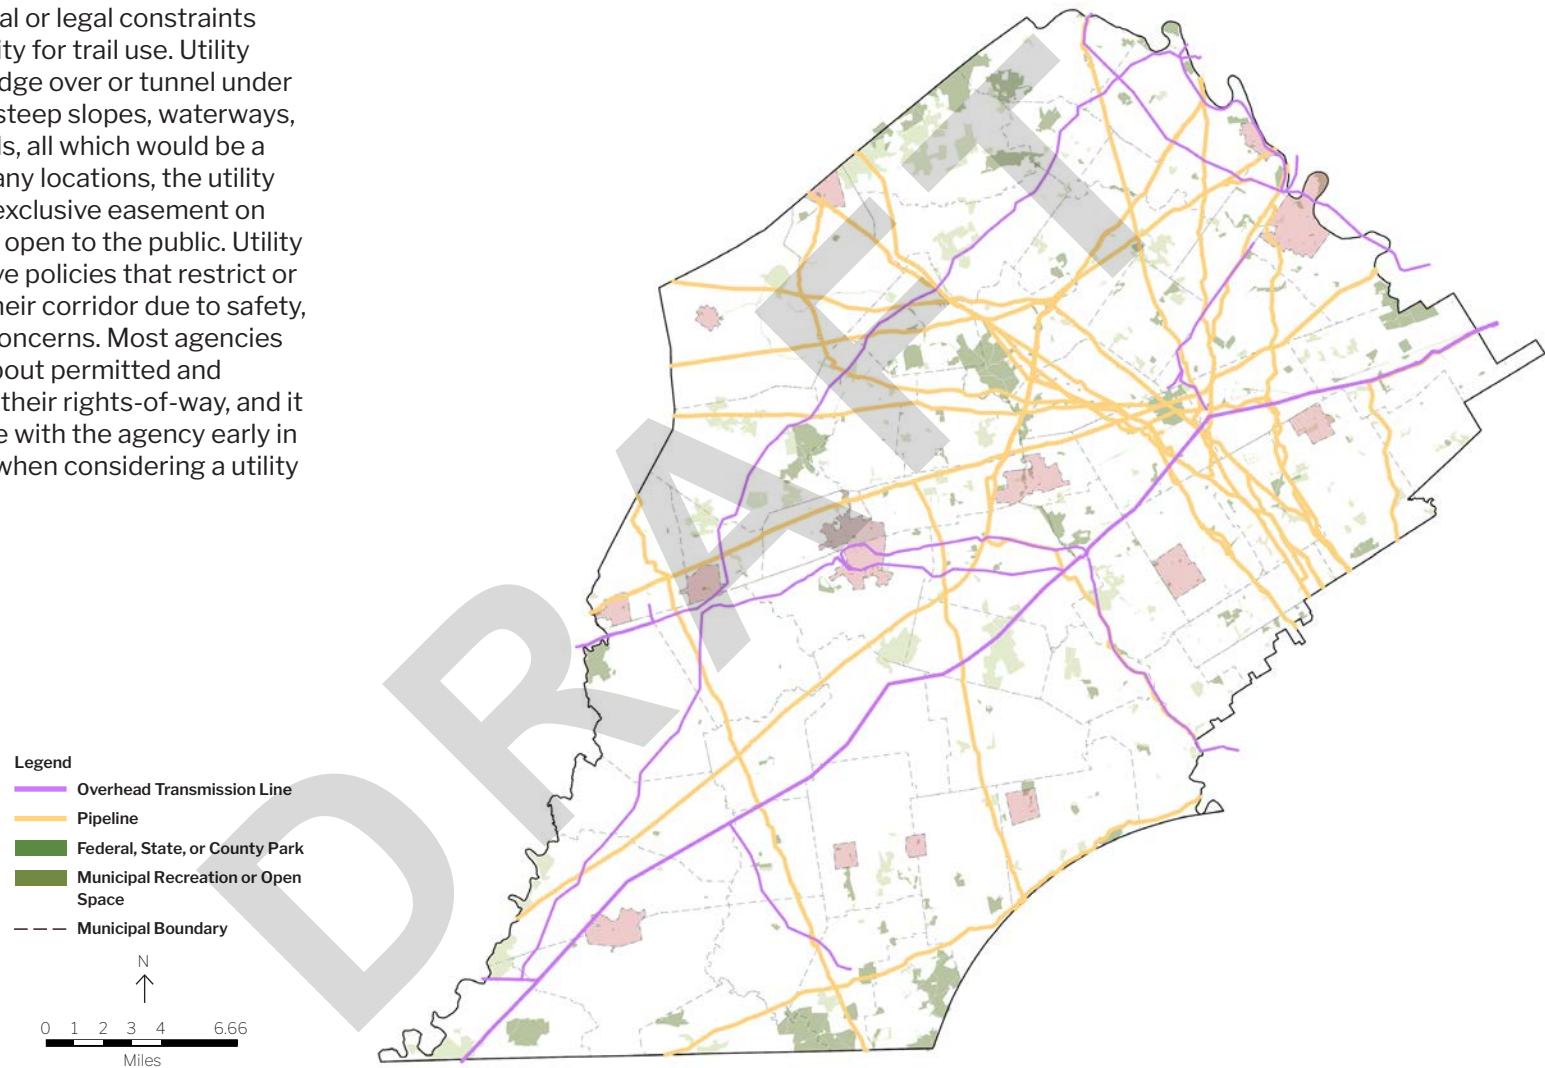 al or legal constraints
ity for trail use. Utility
dge over or tunnel under
steep slopes, waterways,
ls, all which would be a
any locations, the utility
exclusive easement on
open to the public. Utility
ve policies that restrict or
heir corridor due to safety,
oncerns. Most agencies
bout permitted and
their rights-of-way, and it
e with the agency early in
when considering a utility
DRAFT
Legend
Overhead Transmission Line
Pipeline
Federal, State, or County Park
Municipal Recreation or Open
Space
Municipal Boundary
N
0 1 2 3 4 6.66
Miles